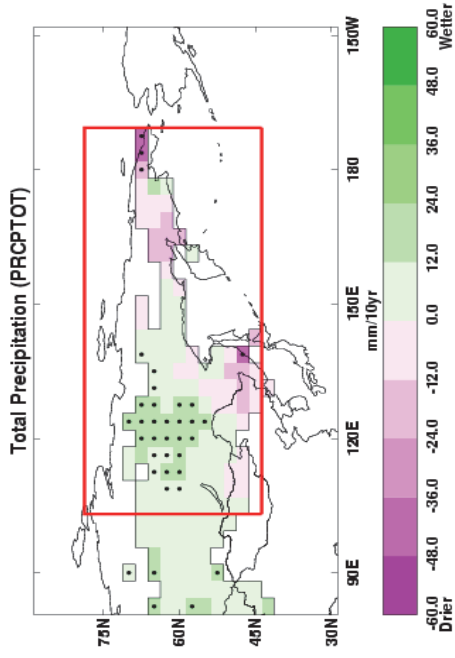 Total Precipitation (PRCPTOT)
75N
60N
45N
30N
90E 120E 150E 180 150W
mm/10yr
-60.0 -48.0 -36.0 -24.0 -12.0 0.0 12.0 24.0 36.0 48.0 60.0
Drier Wetter